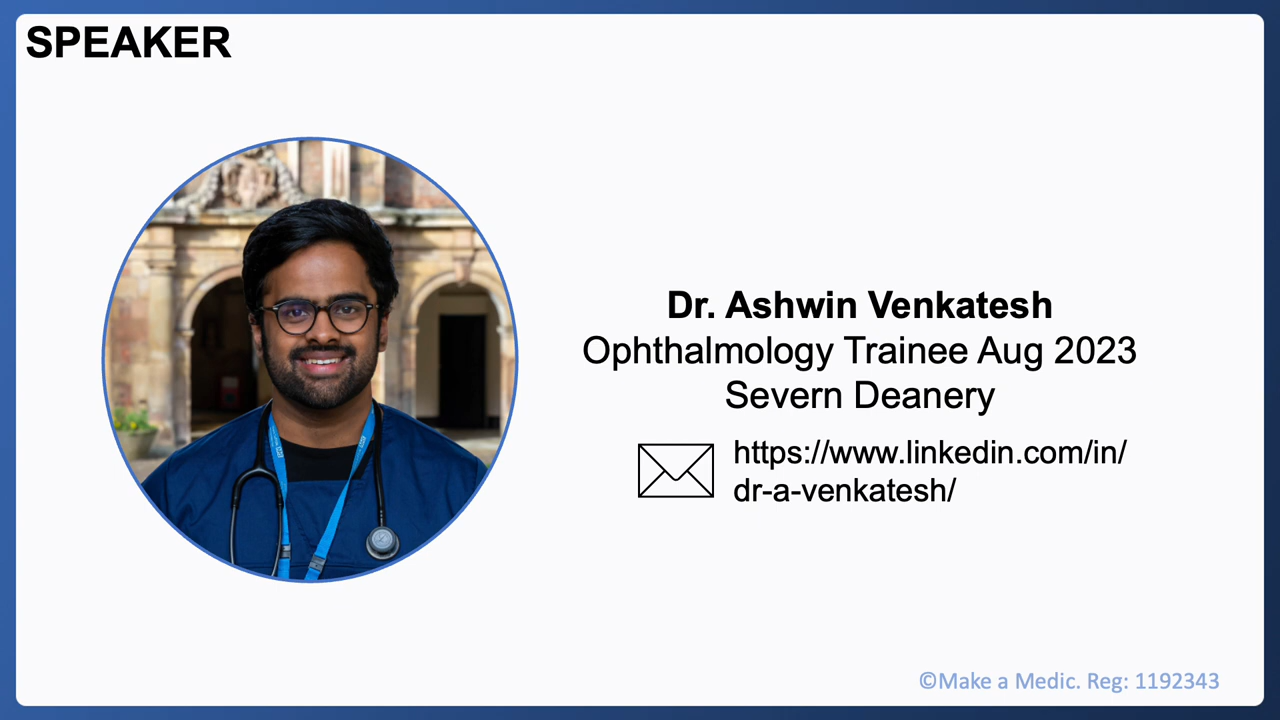 SPEAKER
Dr. Ashwin Venkatesh
Ophthalmology Trainee Aug 2023
Severn Deanery
https://www.linkedin.com/in/
dr-a-venkatesh/
©Make a Medic. Reg: 1192343